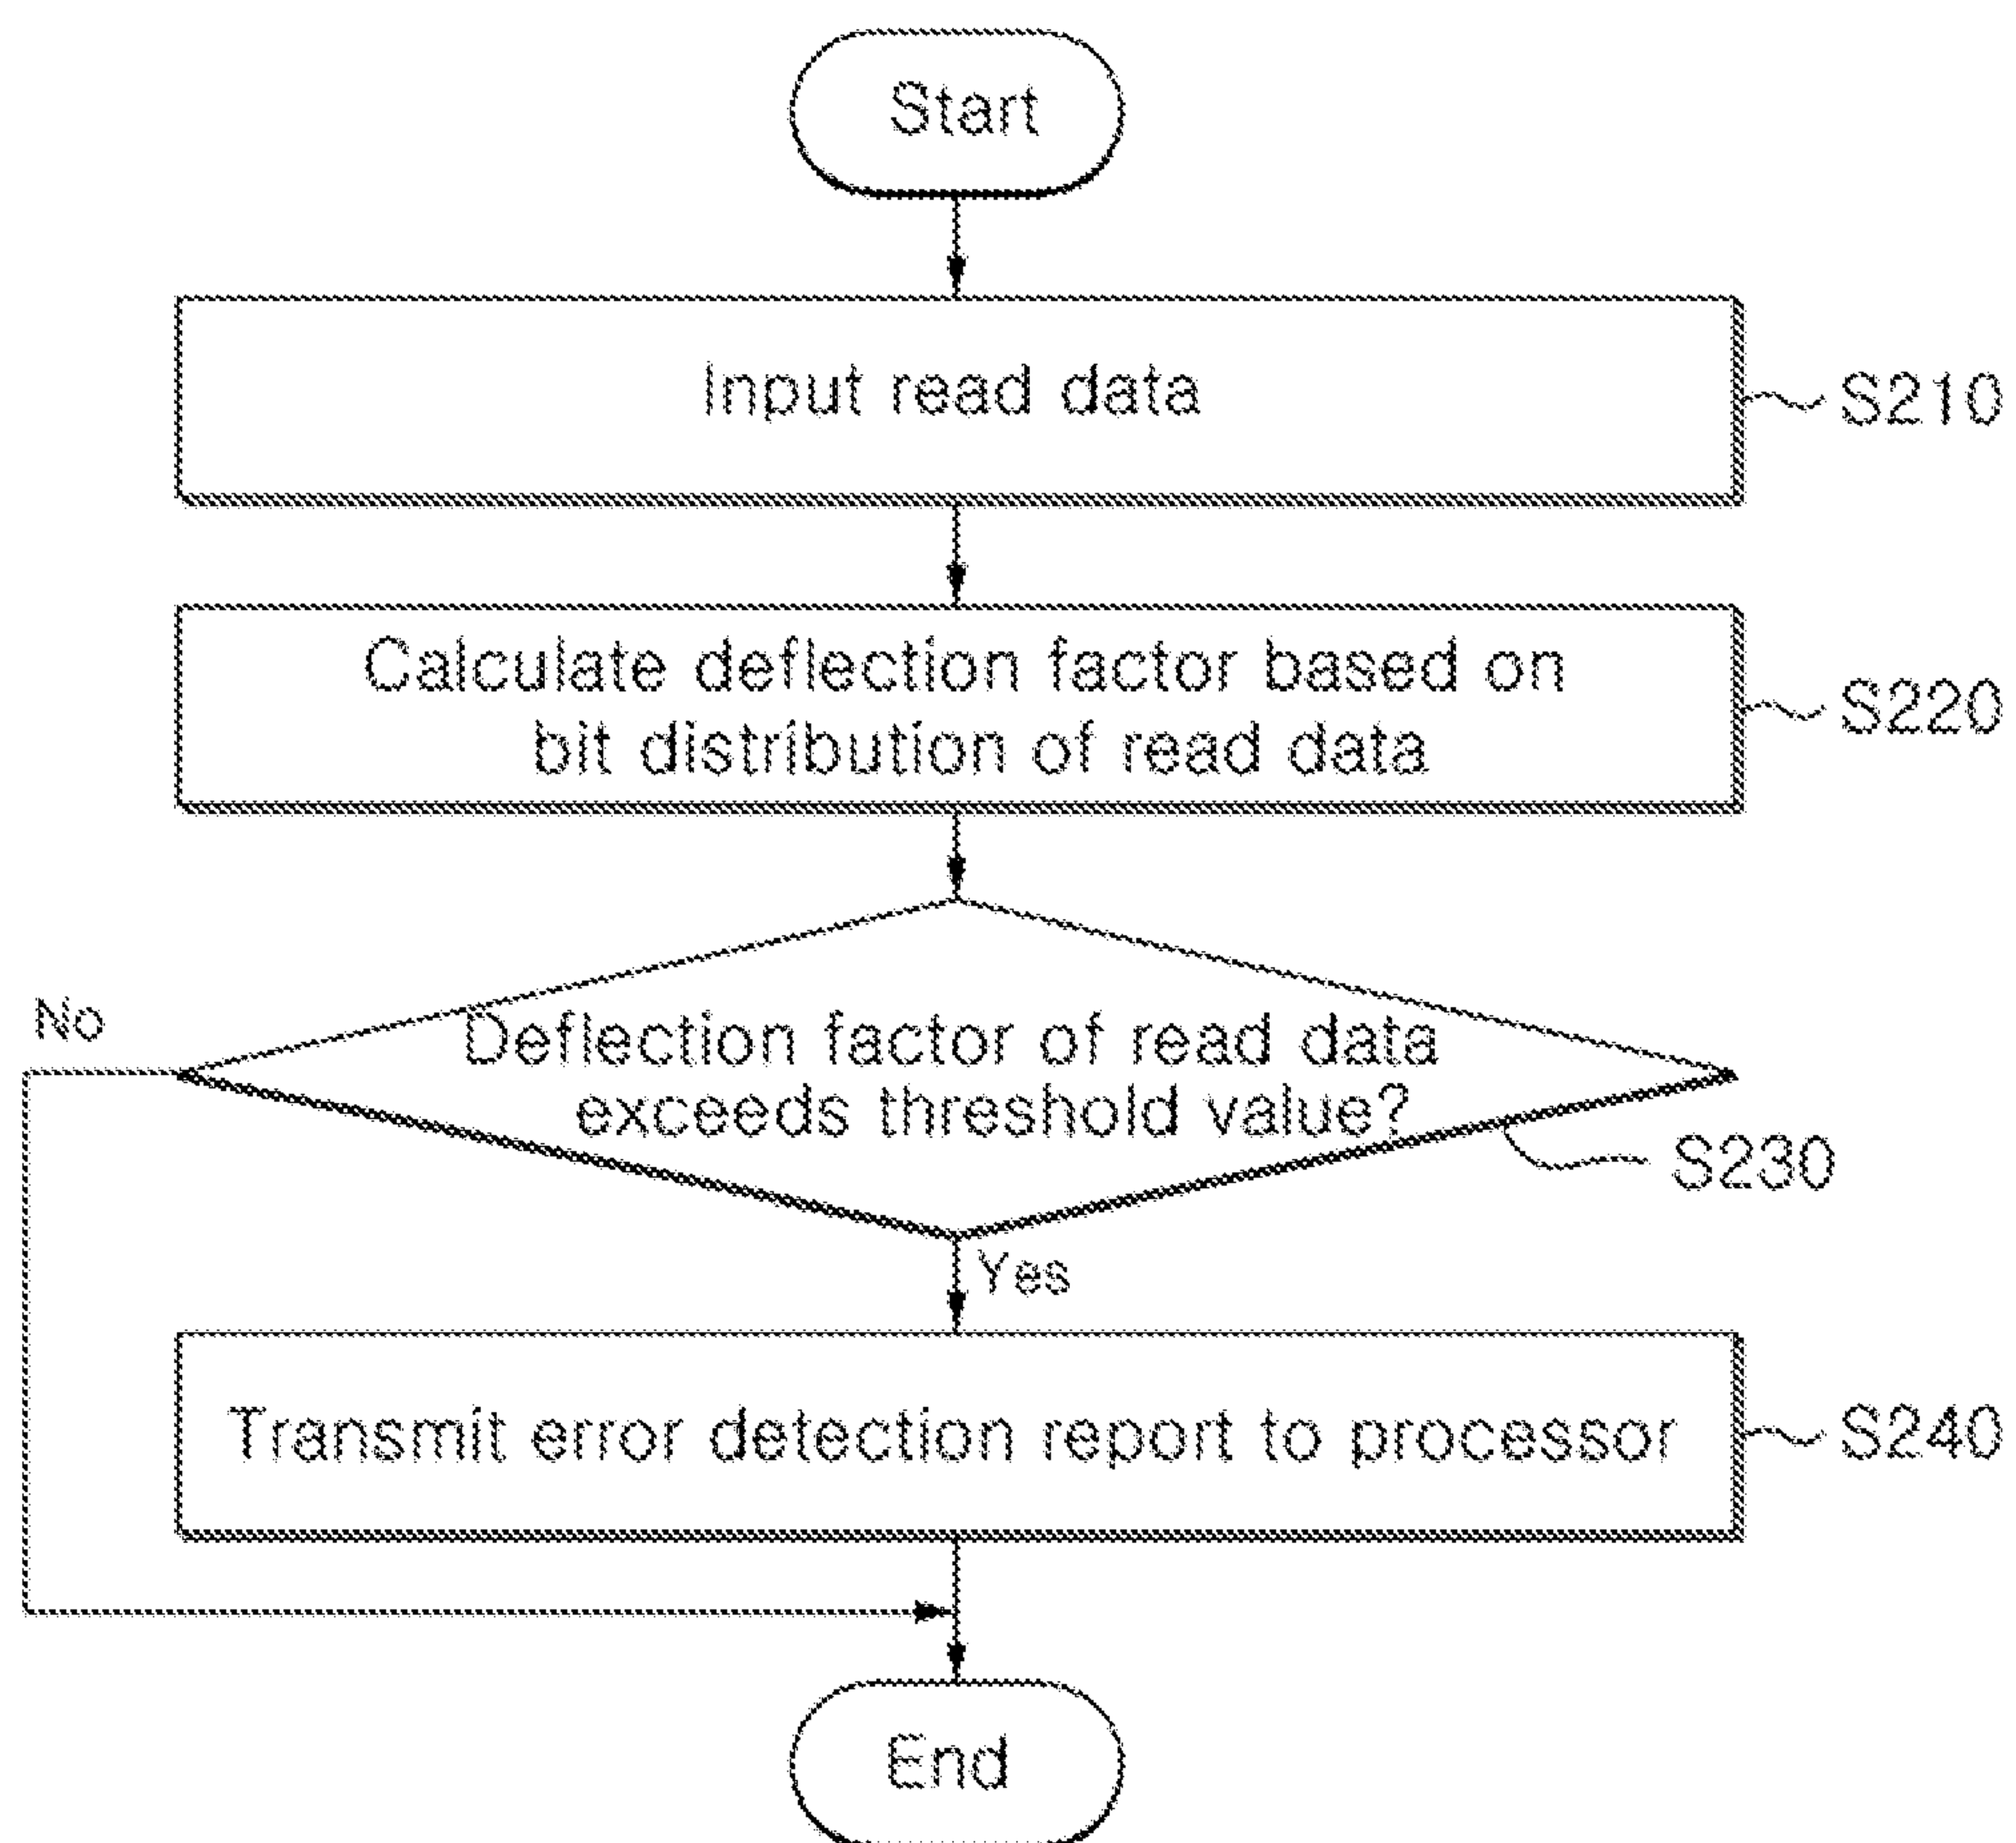 Start
Input read data
S210
Calculate deflection factor based on
bit distribution of read data
S220
No
Deflection factor of read data
exceeds threshold value?
S230
Yes
Transmit error detection report to processor
S240
End